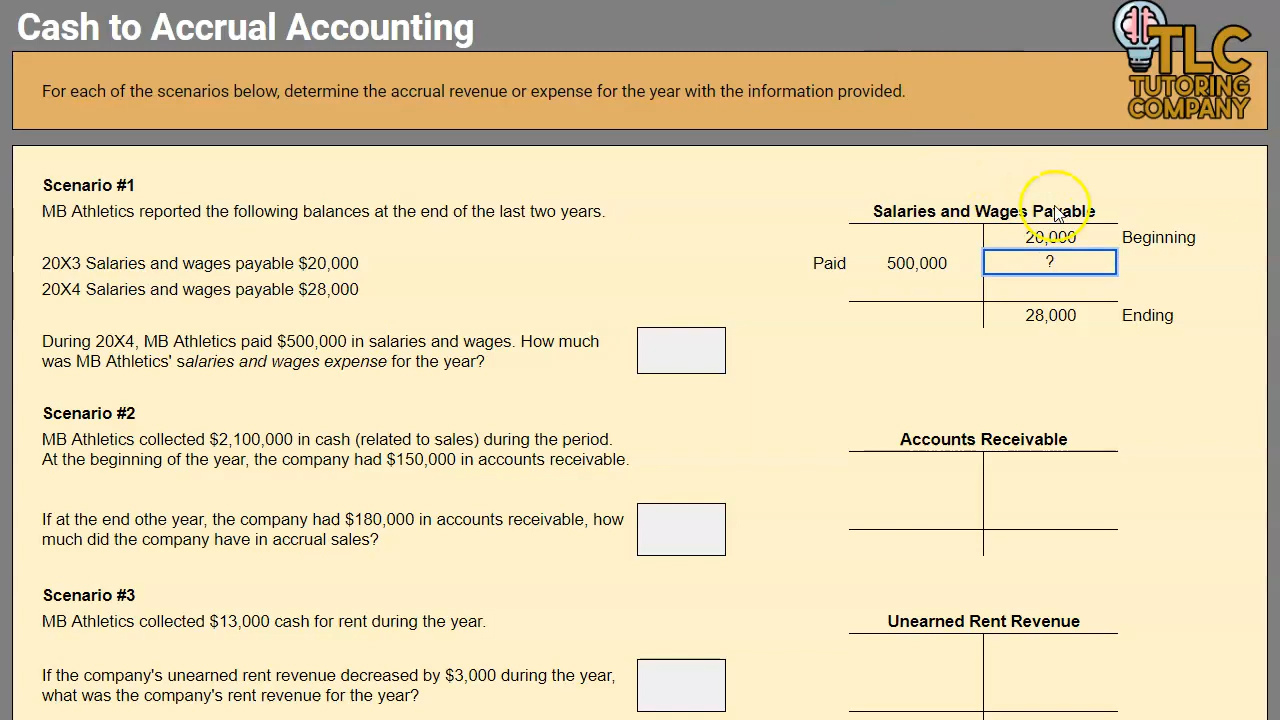 Cash to Accrual Accounting
TLC
TUTORING
COMPANY
For each of the scenarios below, determine the accrual revenue or expense for the year with the information provided.
Scenario #1
MB Athletics reported the following balances at the end of the last two years.
20X3 Salaries and wages payable $20,000
20X4 Salaries and wages payable $28,000
During 20X4, MB Athletics paid $500,000 in salaries and wages. How much
was MB Athletics' salaries and wages expense for the year?
Salaries and Wages Payable
20,000 Beginning
Paid 500,000 ?
28,000 Ending
Scenario #2
MB Athletics collected $2,100,000 in cash (related to sales) during the period.
At the beginning of the year, the company had $150,000 in accounts receivable.
If at the end othe year, the company had $180,000 in accounts receivable, how
much did the company have in accrual sales?
Accounts Receivable
Scenario #3
MB Athletics collected $13,000 cash for rent during the year.
If the company's unearned rent revenue decreased by $3,000 during the year,
what was the company's rent revenue for the year?
Unearned Rent Revenue